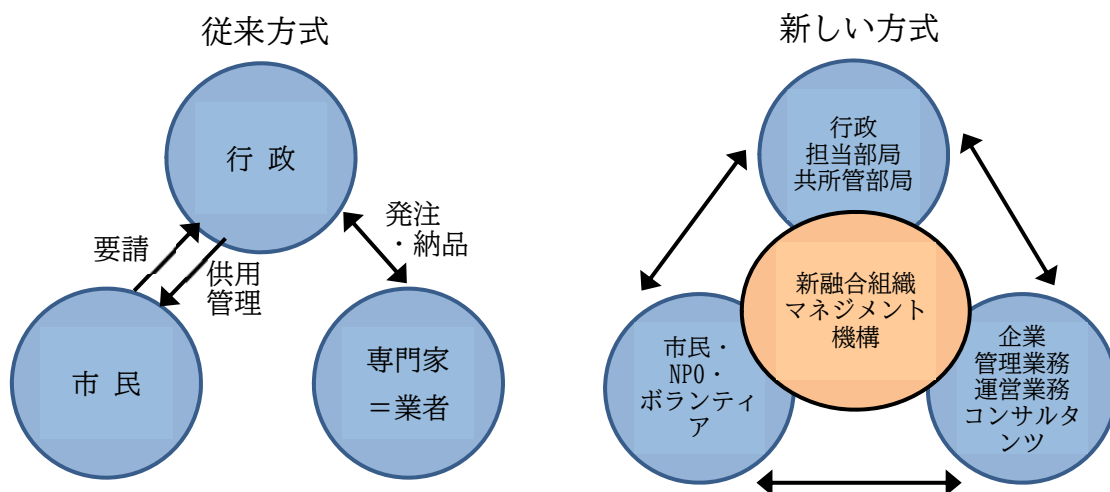 従来方式
行 政
要請
供用
管理
発注
・納品
市 民
専門家
＝業者
新しい方式
行政
担当部局
共所管部局
新融合組織
マネジメント
機構
市民・
NPO・
ボランティ
ア
企業
管理業務
運営業務
コンサルタ
ンツ